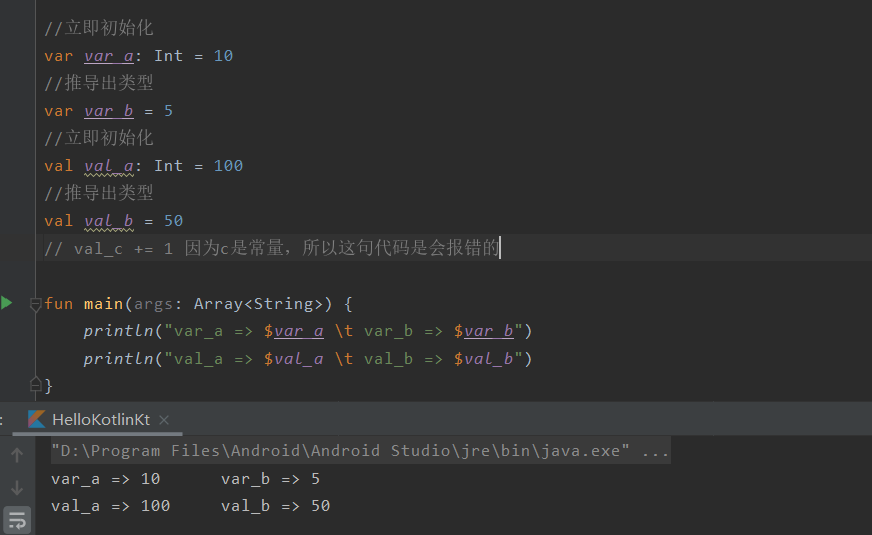 //立即初始化
var var_a: Int = 10
//推导出类型
var var_b = 5
//立即初始化
val val_a: Int = 100
//推导出类型
val val_b = 50
// val_c += 1 因为c是常量，所以这句代码是会报错的
fun main(args: Array<String>) {
    println("var_a => $var_a \t var_b => $var_b")
    println("val_a => $val_a \t val_b => $val_b")
}
: HelloKotlinKt ×
"D:\Program Files\Android\Android Studio\jre\bin\java.exe" ...
var_a => 10      var_b => 5
val_a => 100     val_b => 50